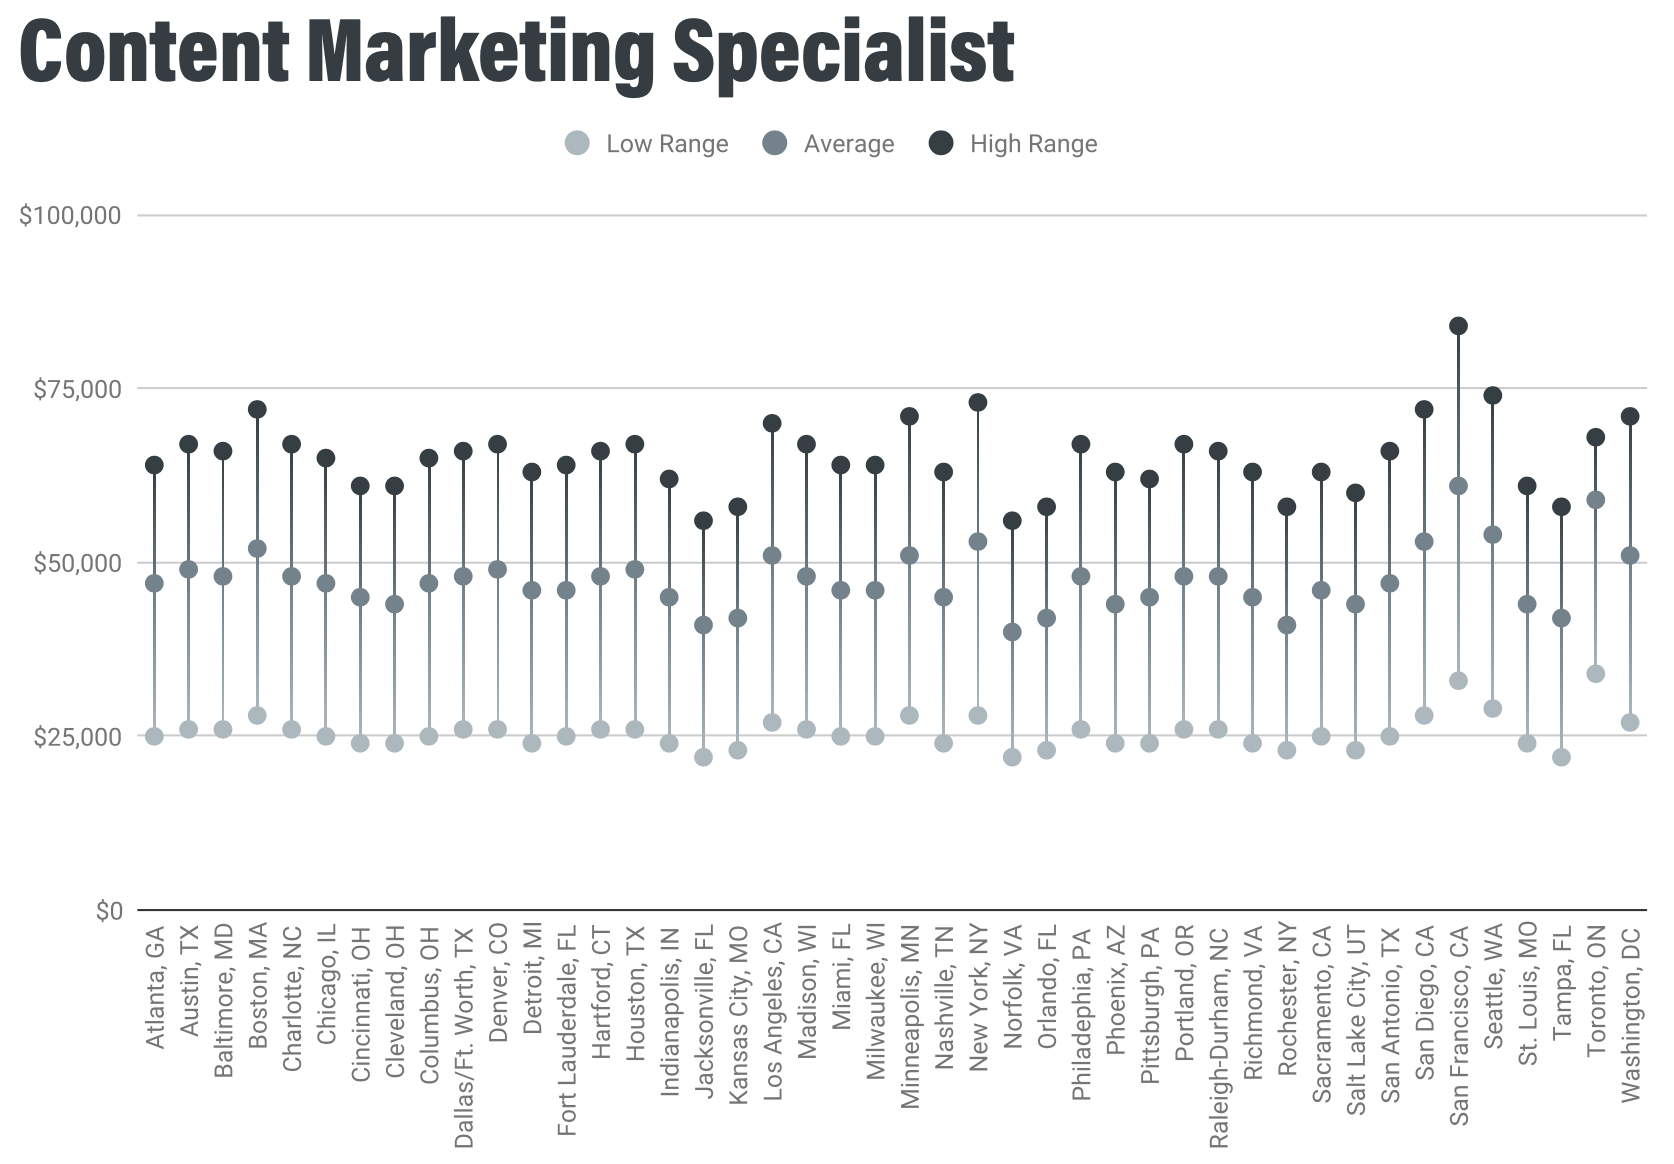 Content Marketing Specialist
Low Range
Average
High Range
$100,000
$75,000
$50,000
$25,000
$0
Atlanta, GA
Austin, TX
Baltimore, MD
Boston, MA
Charlotte, NC
Chicago, IL
Cincinnati, OH
Cleveland, OH
Columbus, OH
Dallas/Ft. Worth, TX
Denver, CO
Detroit, MI
Fort Lauderdale, FL
Hartford, CT
Houston, TX
Indianapolis, IN
Jacksonville, FL
Kansas City, MO
Los Angeles, CA
Madison, WI
Miami, FL
Milwaukee, WI
Minneapolis, MN
Nashville, TN
New York, NY
Norfolk, VA
Orlando, FL
Philadephia, PA
Phoenix, AZ
Pittsburgh, PA
Portland, OR
Raleigh-Durham, NC
Richmond, VA
Rochester, NY
Sacramento, CA
Salt Lake City, UT
San Antonio, TX
San Diego, CA
San Francisco, CA
Seattle, WA
St. Louis, MO
Tampa, FL
Toronto, ON
Washington, DC